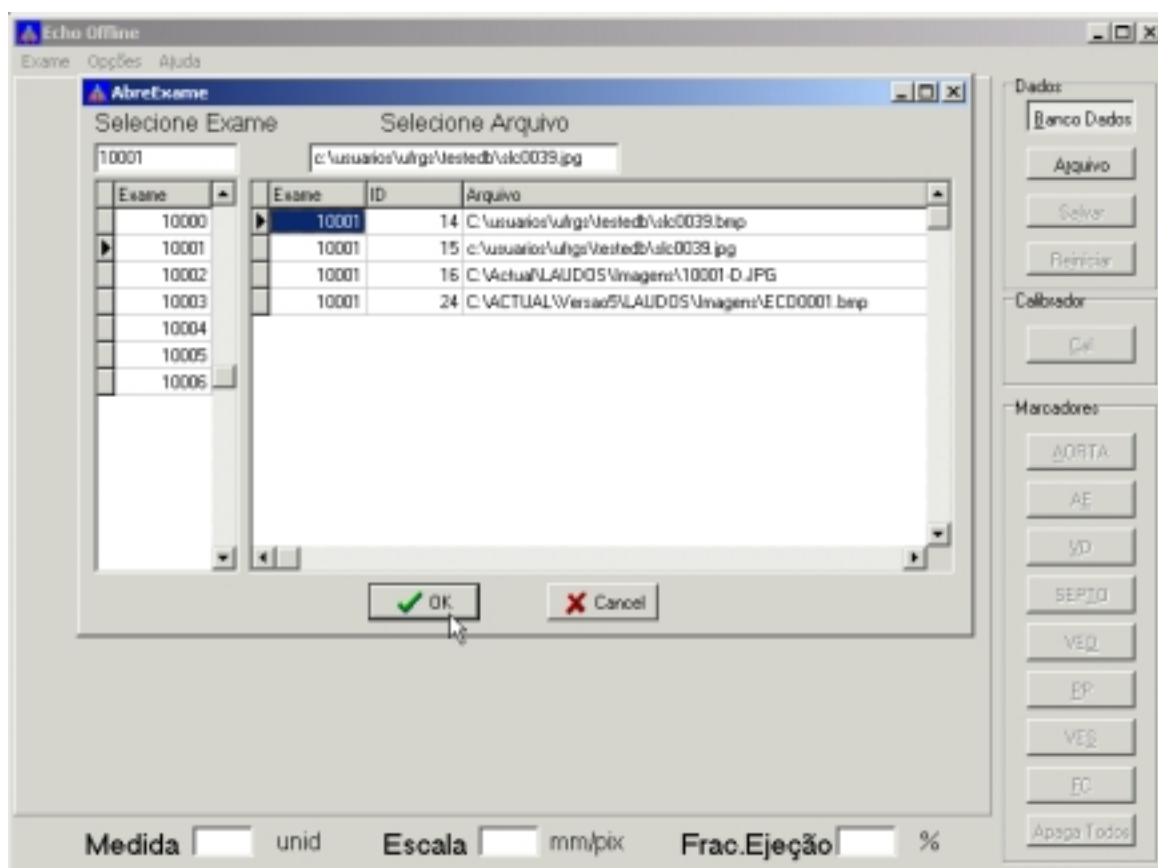 Echo Offline
Exame Opções Ajuda
AbreExame
Selecione Exame Selecione Arquivo
10001 c:\usuarios\ufrgs\testedb\slc0039.jpg
Exame Exame ID Arquivo
10000 10001 14 C:\usuarios\ufrgs\testedb\slc0039.bmp
10001 10001 15 c:\usuarios\ufrgs\testedb\slc0039.jpg
10002 10001 16 C:\Actual\LAUDOS\Imagens\10001-D.JPG
10003 10001 24 C:\ACTUAL\Versao5\LAUDOS\Imagens\ECO0001.bmp
10004
10005
10006
OK Cancel
Dados
Banco Dados
Arquivo
Salvar
Reiniciar
Calibrador
Cal
Marcadores
AORTA
AE
VD
SEPTO
VED
PP
VES
FC
Apaga Todos
Medida unid Escala mm/pix Frac.Ejeção %